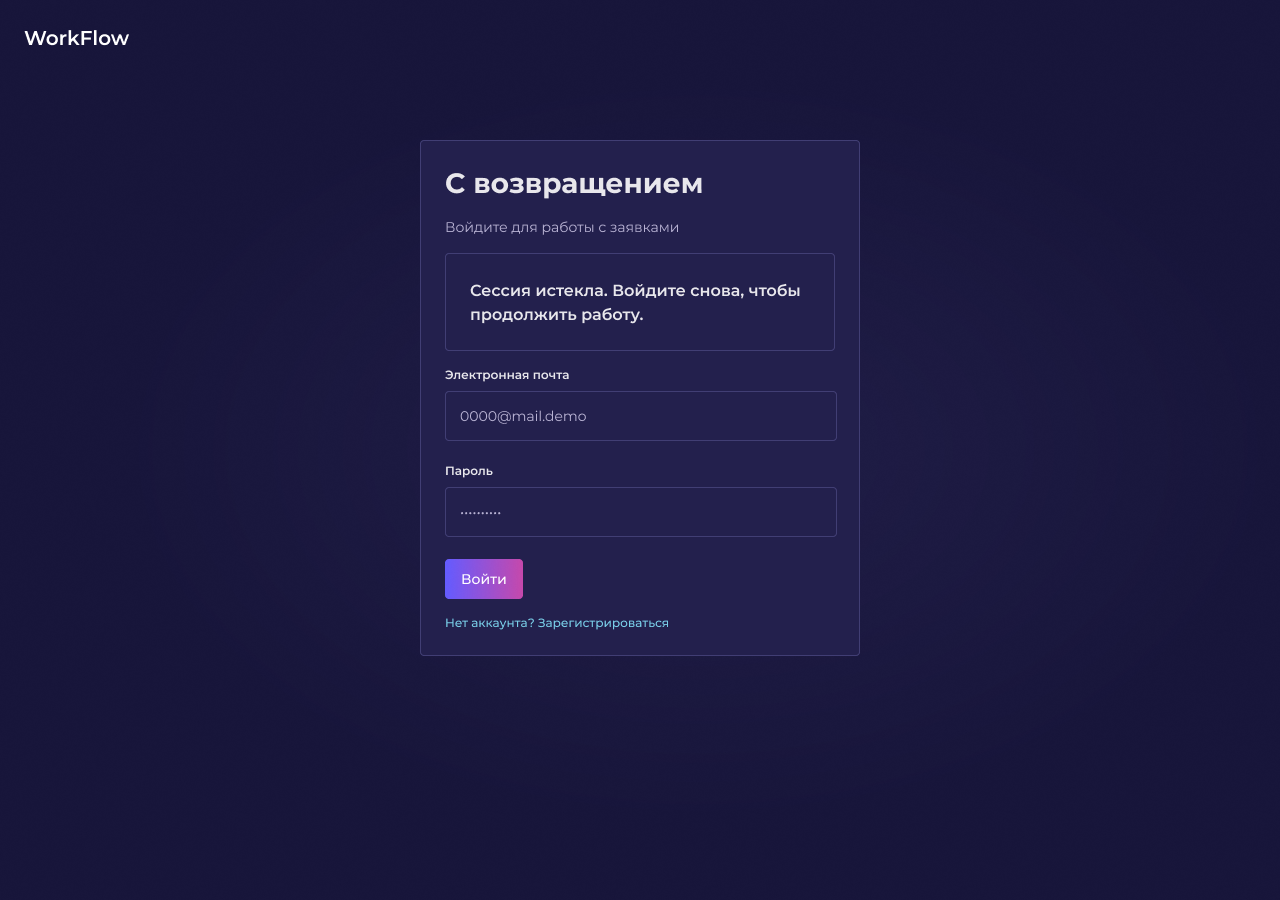 WorkFlow
С возвращением
Войдите для работы с заявками
Сессия истекла. Войдите снова, чтобы
продолжить работу.
Электронная почта
0000@mail.demo
Пароль
··········
Войти
Нет аккаунта? Зарегистрироваться